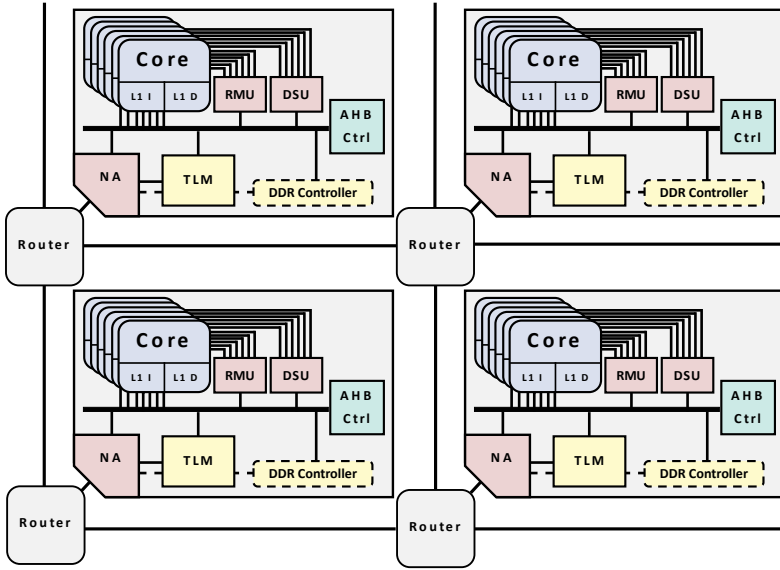 Core
L1 I
L1 D
RMU
DSU
AHB
Ctrl
NA
TLM
DDR Controller
Router
Core
L1 I
L1 D
RMU
DSU
AHB
Ctrl
NA
TLM
DDR Controller
Router
Core
L1 I
L1 D
RMU
DSU
AHB
Ctrl
NA
TLM
DDR Controller
Router
Core
L1 I
L1 D
RMU
DSU
AHB
Ctrl
NA
TLM
DDR Controller
Router